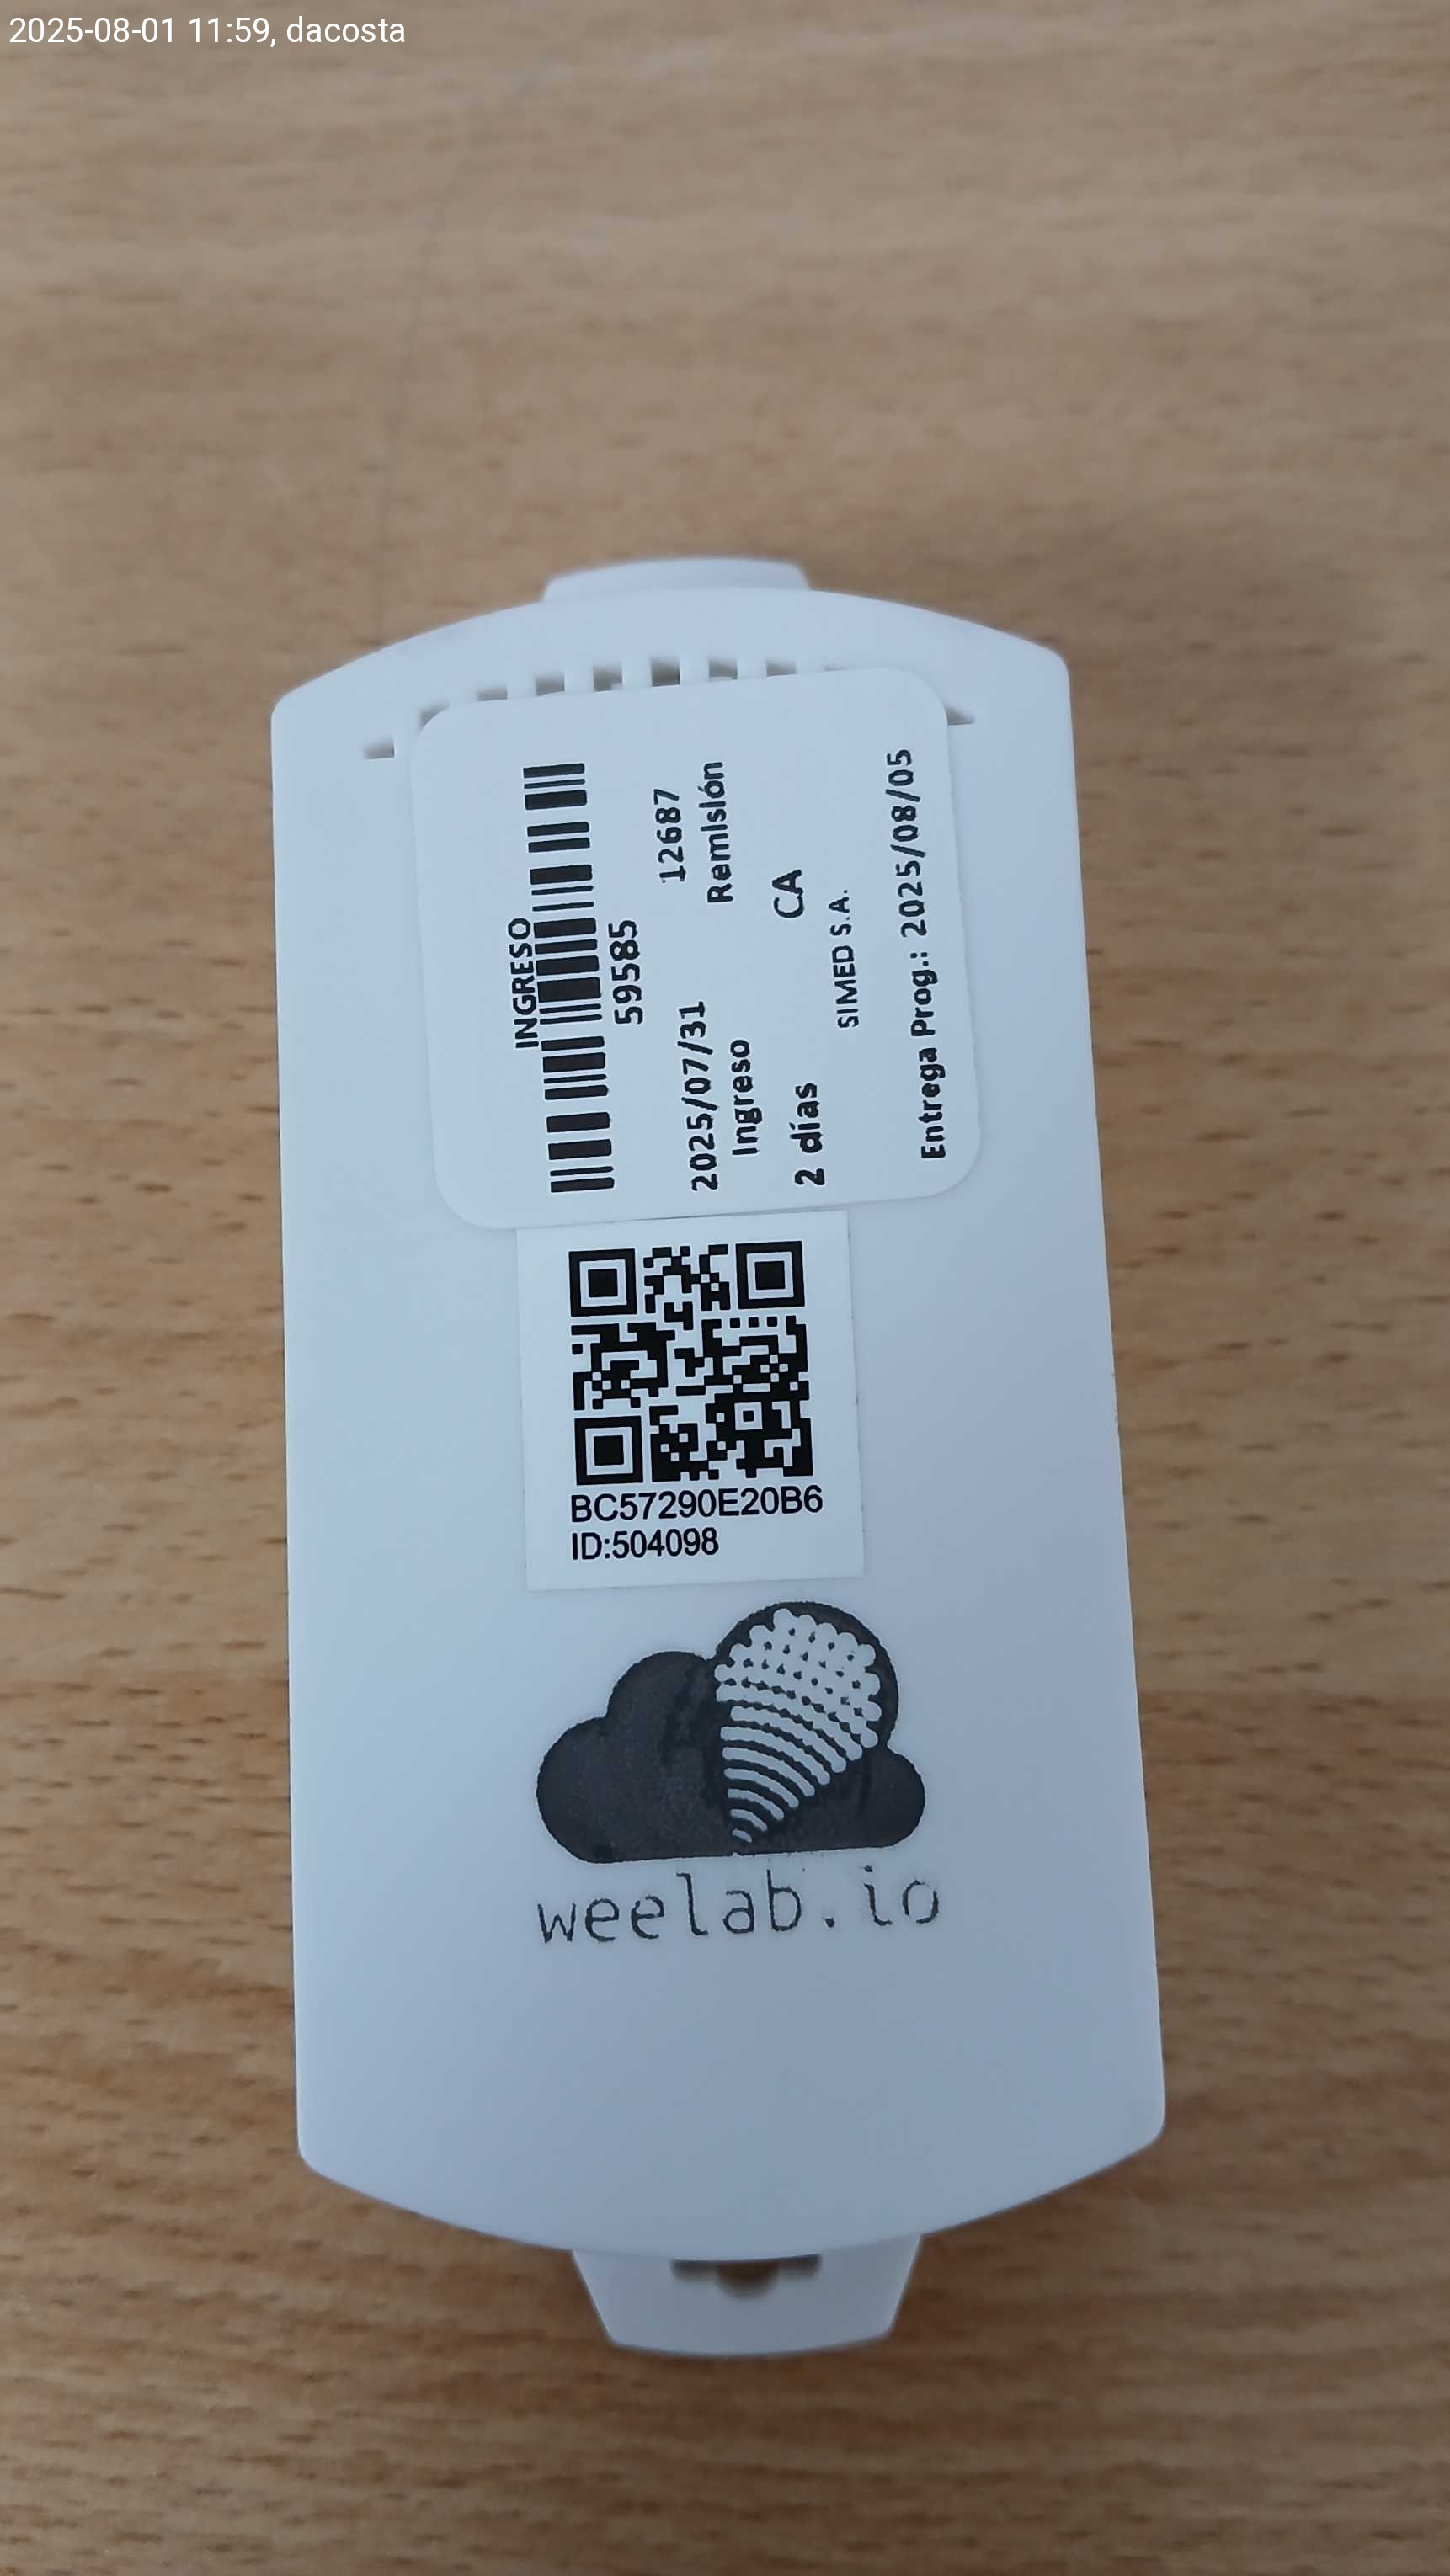 2025-08-01 11:59, dacosta
INGRESO
59585
2025/07/31 12687
Ingreso Remisión
2 días CA
SIMED S.A.
Entrega Prog.: 2025/08/05
BC57290E20B6
ID:504098
weelab.io